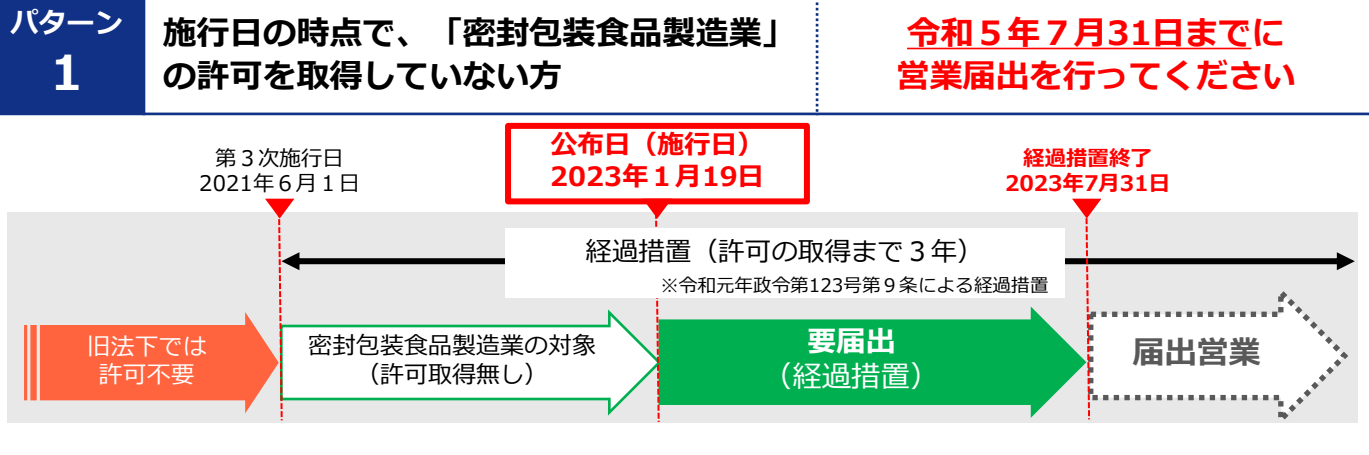 パターン
1
施行日の時点で、「密封包装食品製造業」
の許可を取得していない方
令和５年７月31日までに
営業届出を行ってください
第３次施行日
2021年６月１日
公布日（施行日）
2023年１月19日
経過措置終了
2023年7月31日
経過措置（許可の取得まで３年）
※令和元年政令第123号第９条による経過措置
旧法下では
許可不要
密封包装食品製造業の対象
（許可取得無し）
要届出
（経過措置）
届出営業